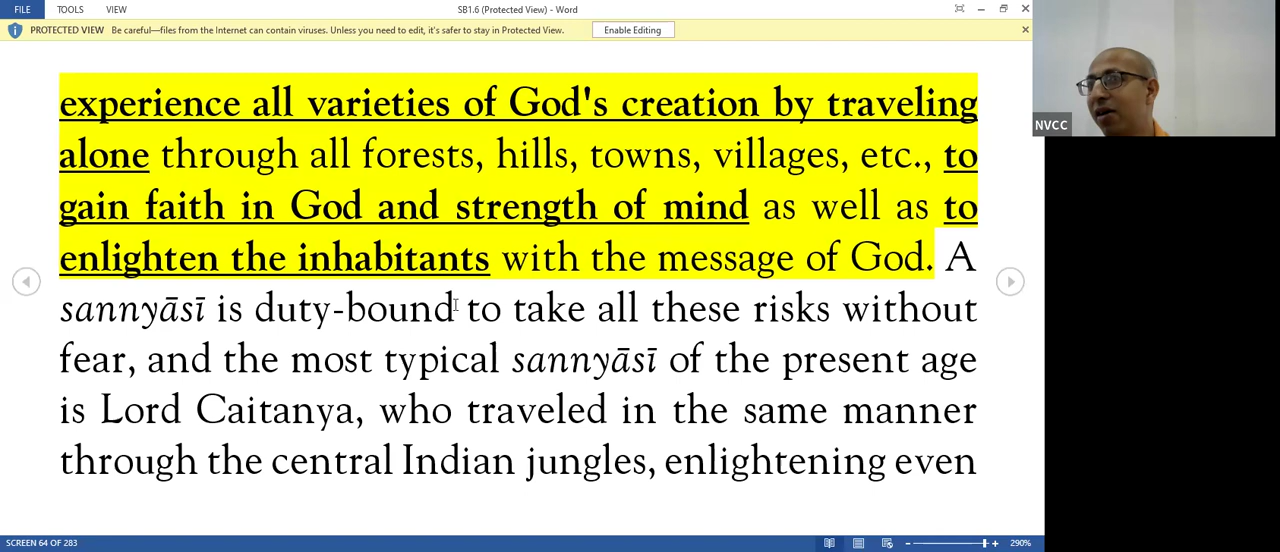 FILE TOOLS VIEW SB1.6 (Protected View) - Word
PROTECTED VIEW Be careful—files from the Internet can contain viruses. Unless you need to edit, it's safer to stay in Protected View. Enable Editing
experience all varieties of God's creation by traveling
alone through all forests, hills, towns, villages, etc., to
gain faith in God and strength of mind as well as to
enlighten the inhabitants with the message of God. A
sannyāsī is duty-bound to take all these risks without
fear, and the most typical sannyāsī of the present age
is Lord Caitanya, who traveled in the same manner
through the central Indian jungles, enlightening even
NVCC
SCREEN 64 OF 283 290%